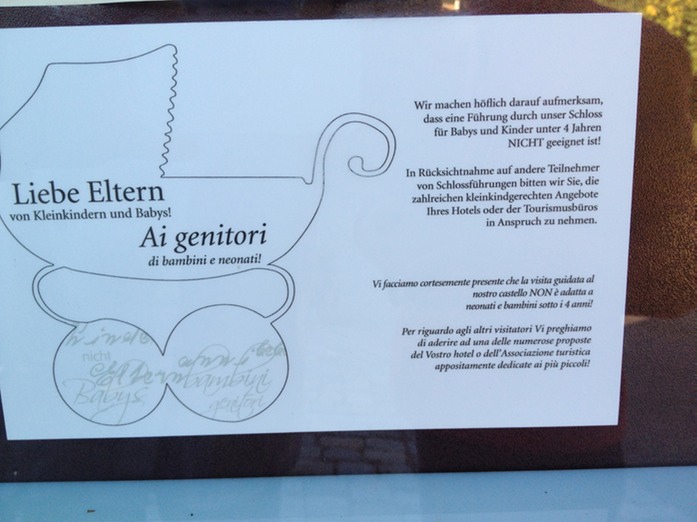 Liebe Eltern
von Kleinkindern und Babys!
Ai genitori
di bambini e neonati!
Wir machen höflich darauf aufmerksam,
dass eine Führung durch unser Schloss
für Babys und Kinder unter 4 Jahren
NICHT geeignet ist!
In Rücksichtnahme auf andere Teilnehmer
von Schlossführungen bitten wir Sie, die
zahlreichen kleinkindgerechten Angebote
Ihres Hotels oder der Tourismusbüros
in Anspruch zu nehmen.
Vi facciamo cortesemente presente che la visita guidata al
nostro castello NON è adatta a
neonati e bambini sotto i 4 anni!
Per riguardo agli altri visitatori Vi preghiamo
di aderire ad una delle numerose proposte
del Vostro hotel o dell'Associazione turistica
appositamente dedicate ai più piccoli!
nicht
bambini
Babys
genitori